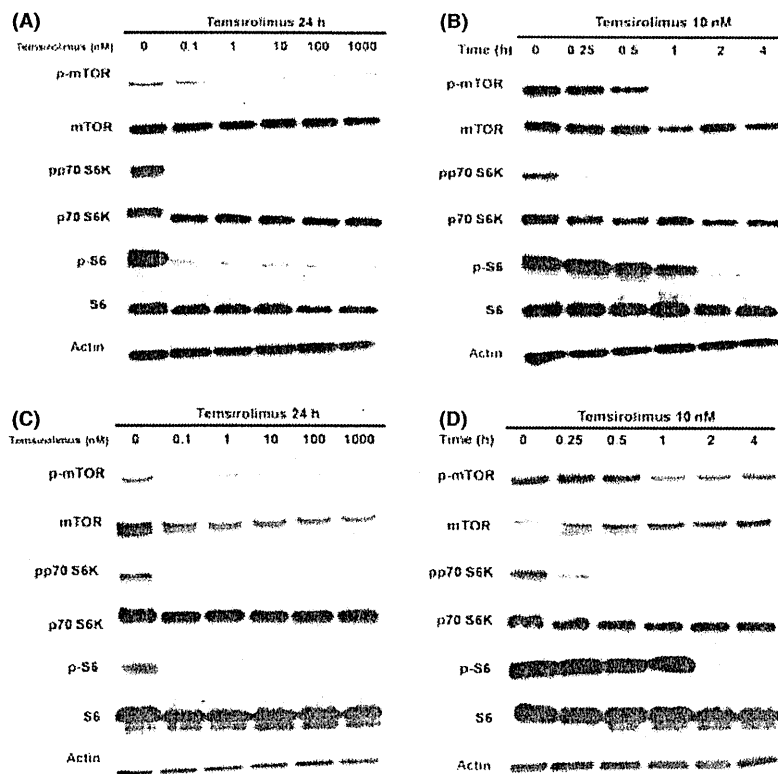 (A)
Temsirolimus 24 h
Temsirolimus (nM) 0 0.1 1 10 100 1000
p-mTOR
mTOR
pp70 S6K
p70 S6K
p-S6
S6
Actin
(B)
Temsirolimus 10 nM
Time (h) 0 0.25 0.5 1 2 4
p-mTOR
mTOR
pp70 S6K
p70 S6K
p-S6
S6
Actin
(C)
Temsirolimus 24 h
Temsirolimus (nM) 0 0.1 1 10 100 1000
p-mTOR
mTOR
pp70 S6K
p70 S6K
p-S6
S6
Actin
(D)
Temsirolimus 10 nM
Time (h) 0 0.25 0.5 1 2 4
p-mTOR
mTOR
pp70 S6K
p70 S6K
p-S6
S6
Actin